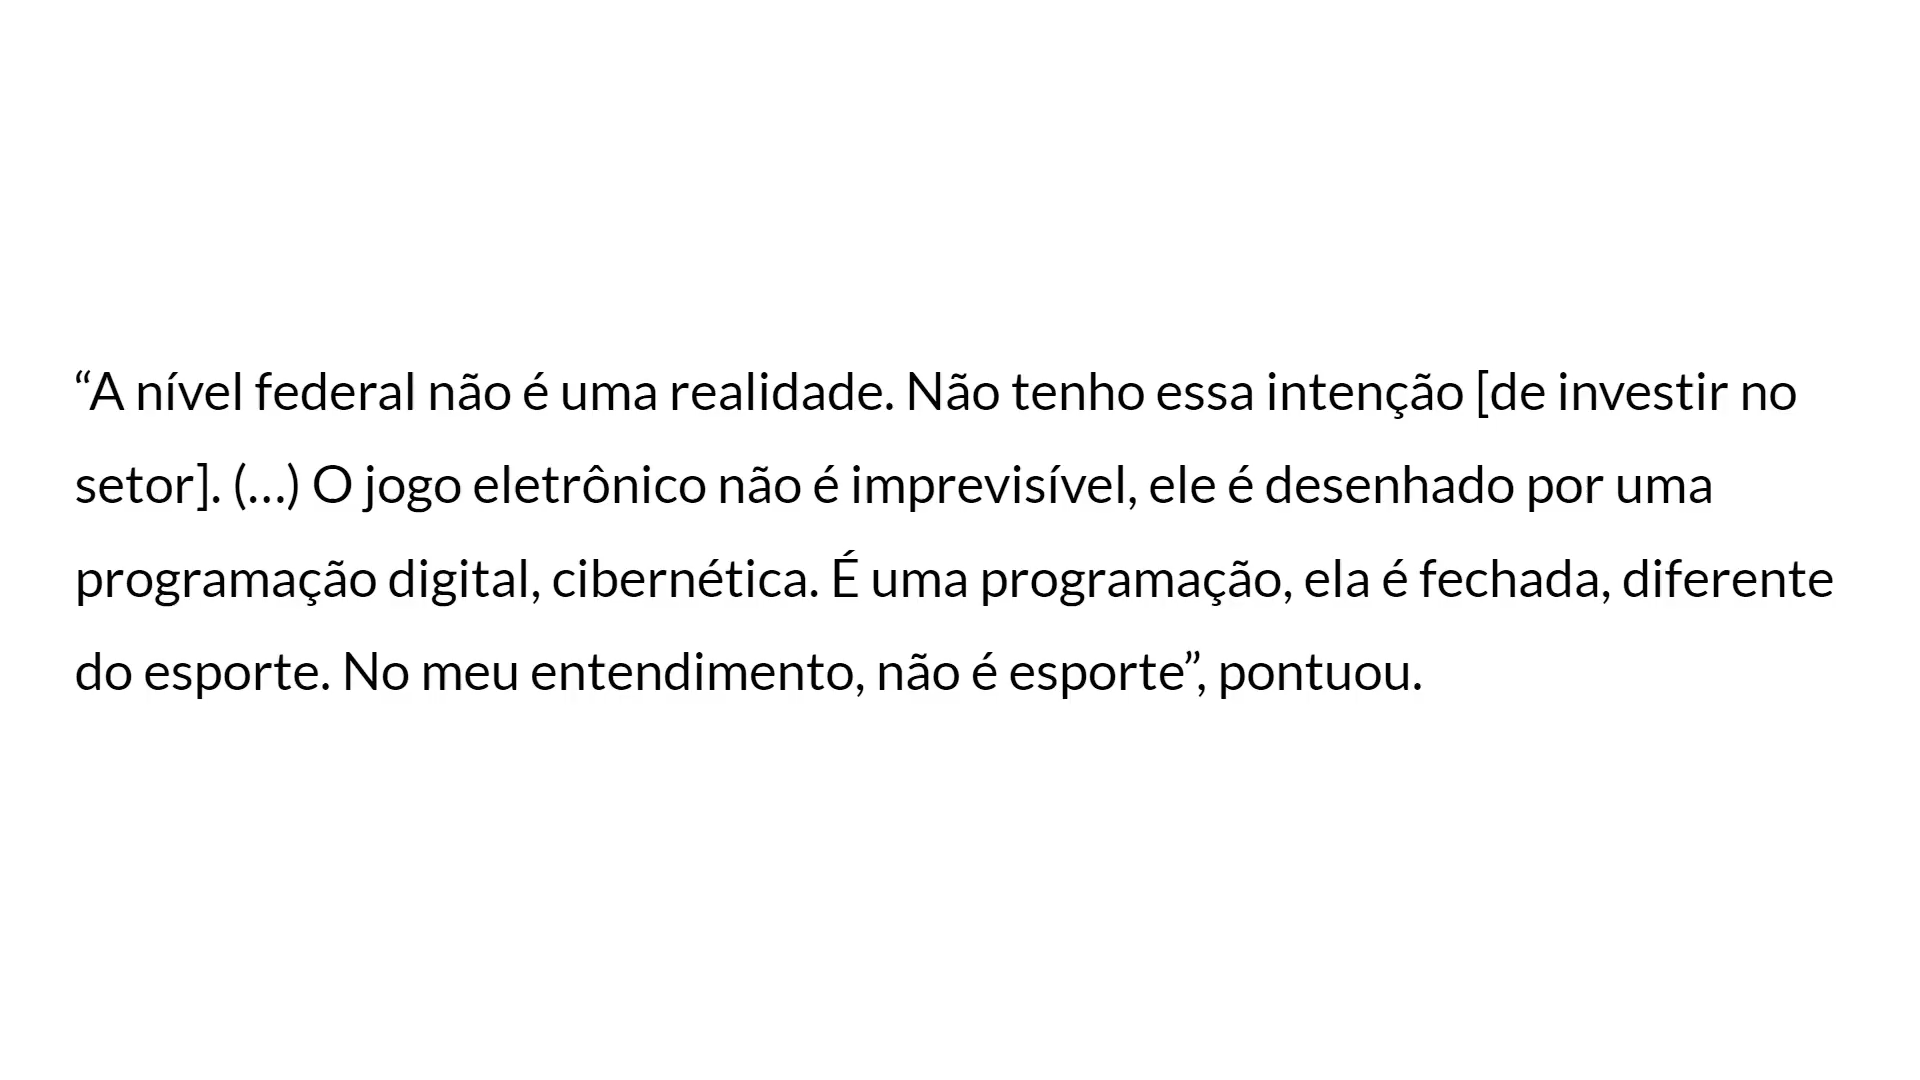 “A nível federal não é uma realidade. Não tenho essa intenção [de investir no
setor]. (…) O jogo eletrônico não é imprevisível, ele é desenhado por uma
programação digital, cibernética. É uma programação, ela é fechada, diferente
do esporte. No meu entendimento, não é esporte”, pontuou.